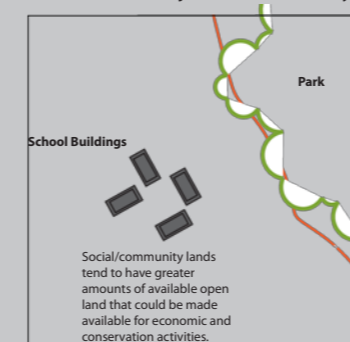 Park
School Buildings
Social/community lands
tend to have greater
amounts of available open
land that could be made
available for economic and
conservation activities.